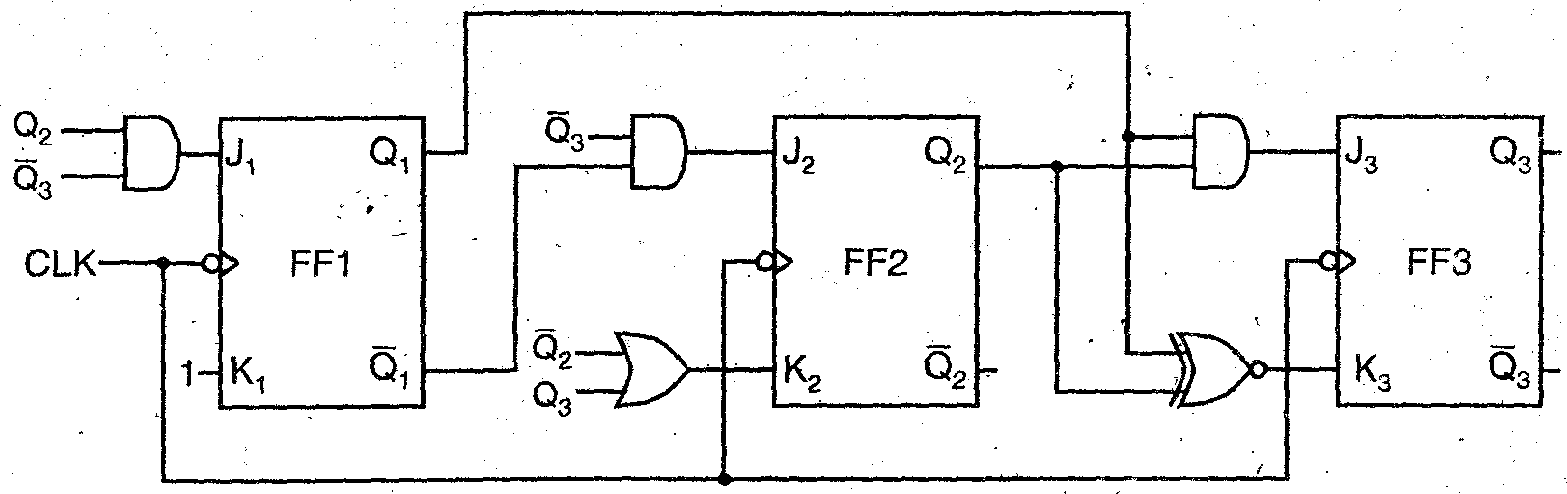 Q₂
Q̄₃
J₁
Q₁
CLK
FF1
1
K₁
Q̄₁
Q̄₃
J₂
Q₂
FF2
Q̄₂
Q₃
K₂
Q̄₂
J₃
Q₃
FF3
K₃
Q̄₃